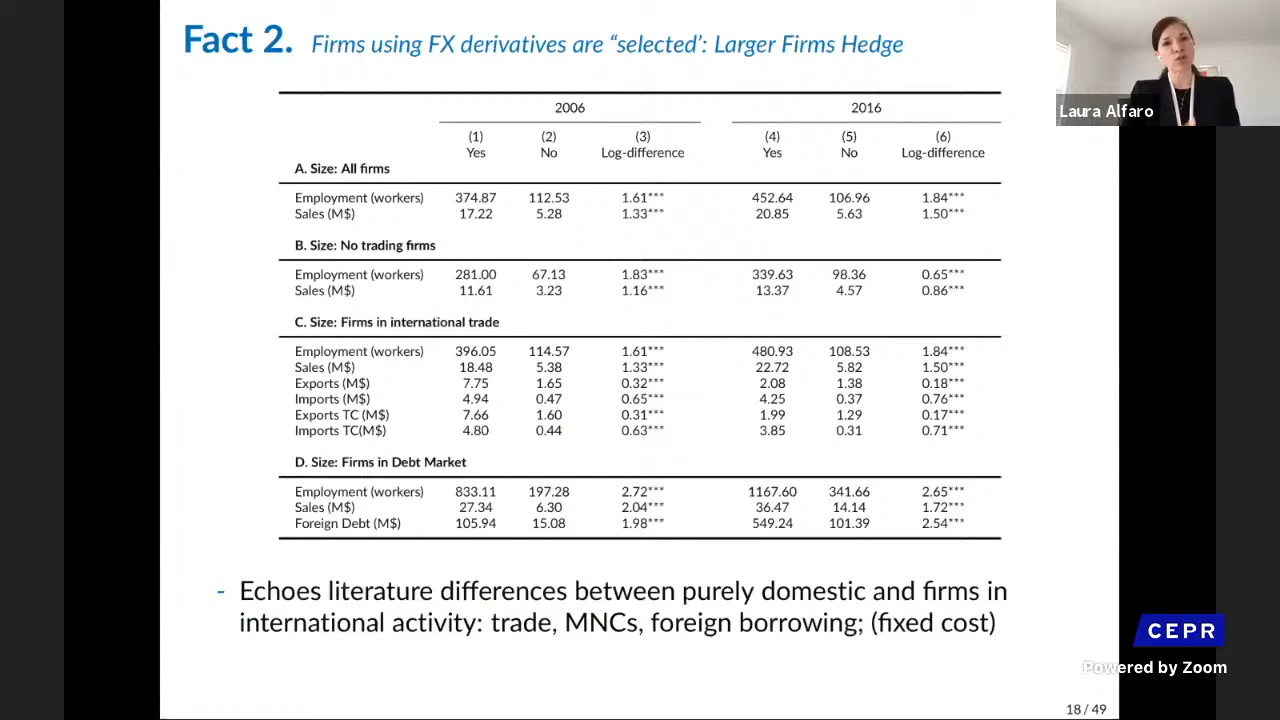 Fact 2. Firms using FX derivatives are “selected’: Larger Firms Hedge
Laura Alfaro
2006 2016
(1) (2) (3) (4) (5) (6)
Yes No Log-difference Yes No Log-difference
A. Size: All firms
Employment (workers) 374.87 112.53 1.61*** 452.64 106.96 1.84***
Sales (M$) 17.22 5.28 1.33*** 20.85 5.63 1.50***
B. Size: No trading firms
Employment (workers) 281.00 67.13 1.83*** 339.63 98.36 0.65***
Sales (M$) 11.61 3.23 1.16*** 13.37 4.57 0.86***
C. Size: Firms in international trade
Employment (workers) 396.05 114.57 1.61*** 480.93 108.53 1.84***
Sales (M$) 18.48 5.38 1.33*** 22.72 5.82 1.50***
Exports (M$) 7.75 1.65 0.32*** 2.08 1.38 0.18***
Imports (M$) 4.94 0.47 0.65*** 4.25 0.37 0.76***
Exports TC (M$) 7.66 1.60 0.31*** 1.99 1.29 0.17***
Imports TC(M$) 4.80 0.44 0.63*** 3.85 0.31 0.71***
D. Size: Firms in Debt Market
Employment (workers) 833.11 197.28 2.72*** 1167.60 341.66 2.65***
Sales (M$) 27.34 6.30 2.04*** 36.47 14.14 1.72***
Foreign Debt (M$) 105.94 15.08 1.98*** 549.24 101.39 2.54***
- Echoes literature differences between purely domestic and firms in
international activity: trade, MNCs, foreign borrowing; (fixed cost)
CEPR
Powered by Zoom
18 / 49